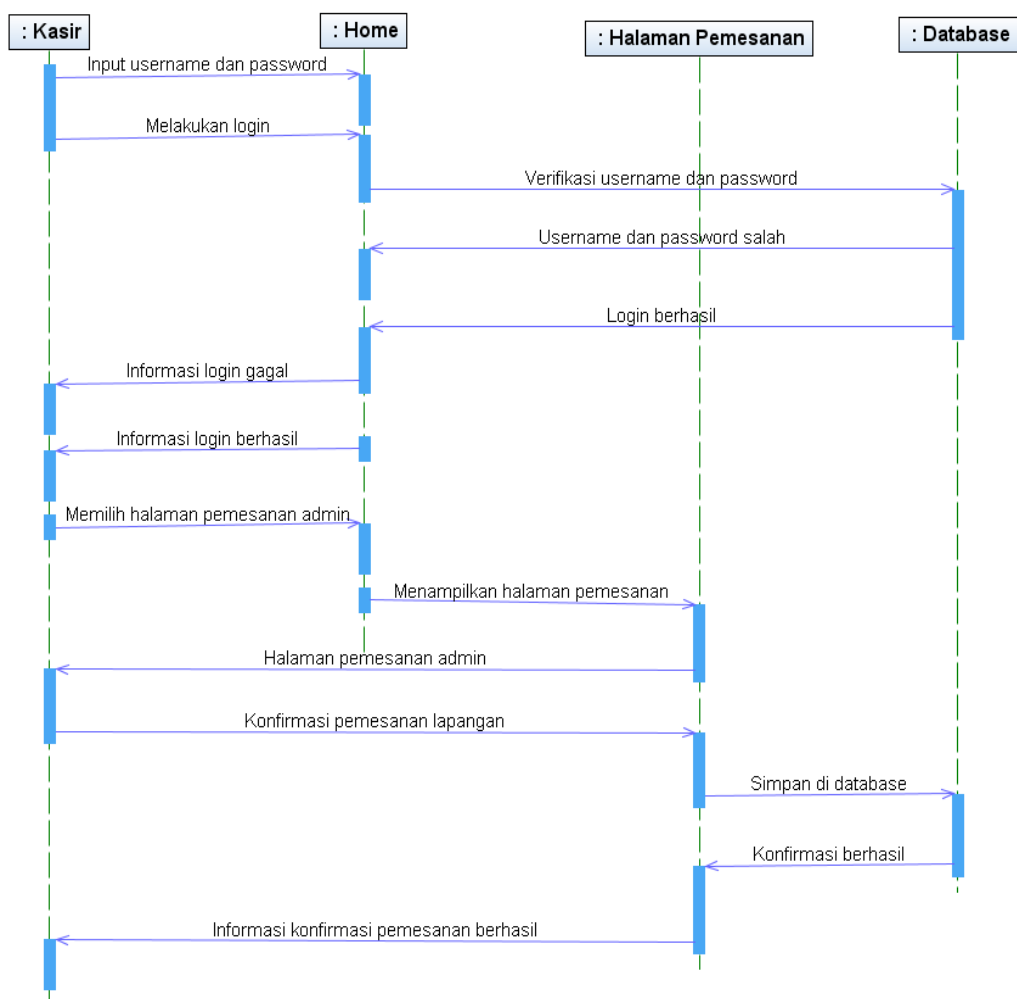 : Kasir
: Home
: Halaman Pemesanan
: Database
Input username dan password
Melakukan login
Verifikasi username dan password
Username dan password salah
Login berhasil
Informasi login gagal
Informasi login berhasil
Memilih halaman pemesanan admin
Menampilkan halaman pemesanan
Halaman pemesanan admin
Konfirmasi pemesanan lapangan
Simpan di database
Konfirmasi berhasil
Informasi konfirmasi pemesanan berhasil